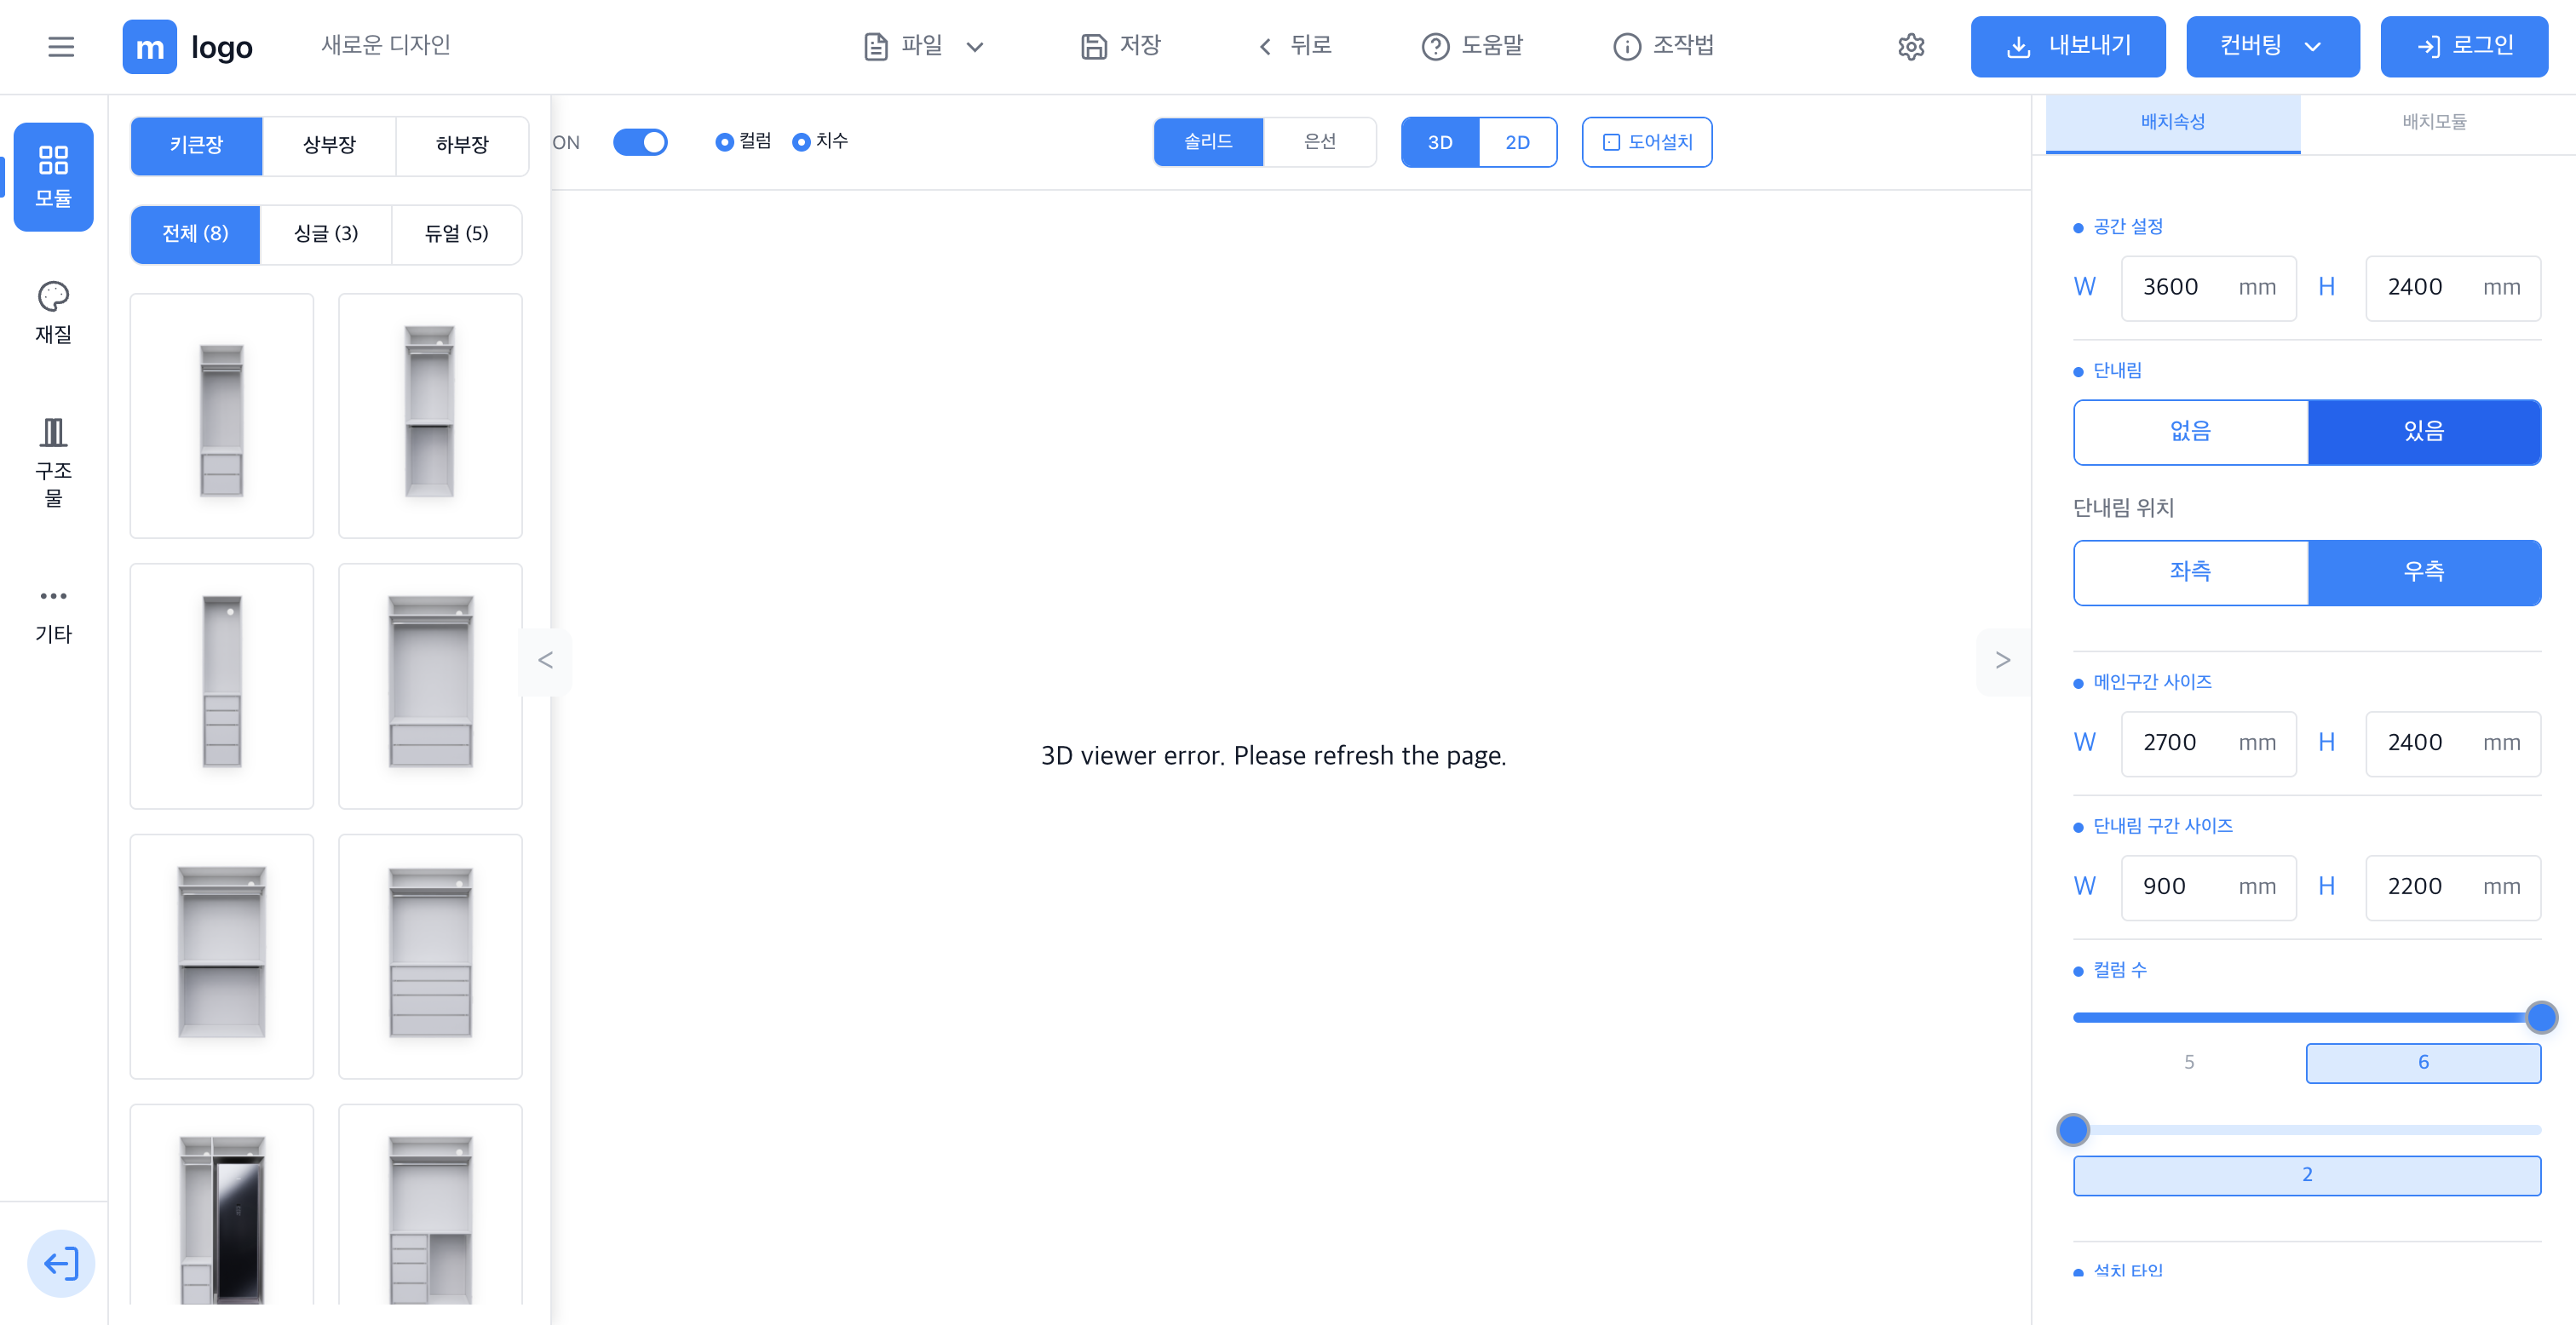 m logo
새로운 디자인
파일
저장
뒤로
도움말
조작법
내보내기
컨버팅
로그인
모듈
재질
구조
물
기타
키큰장
상부장
하부장
전체 (8)
싱글 (3)
듀얼 (5)
<
ON
컬럼
치수
솔리드
은선
3D
2D
도어설치
3D viewer error. Please refresh the page.
>
배치속성
배치모듈
공간 설정
W 3600 mm H 2400 mm
단내림
없음
있음
단내림 위치
좌측
우측
메인구간 사이즈
W 2700 mm H 2400 mm
단내림 구간 사이즈
W 900 mm H 2200 mm
컬럼 수
5
6
2
설치 타입